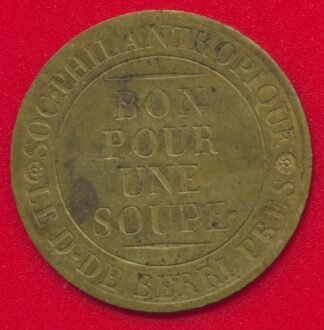 SOC·PHILANTROPIQUE
BON
POUR
UNE
SOUPE·
LE D·DE BERRI PRES